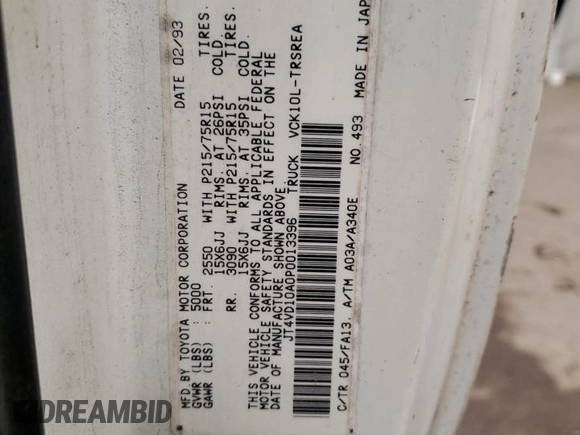 MFD BY TOYOTA MOTOR CORPORATION DATE 02/93
GVWR (LBS) : 5000
GAWR (LBS) : FRT. 2550 WITH P215/75R15 TIRES.
15X6JJ RIMS. AT 26PSI COLD.
RR. 3090 WITH P215/75R15 TIRES.
15X6JJ RIMS. AT 35PSI COLD.
THIS VEHICLE CONFORMS TO ALL APPLICABLE FEDERAL
MOTOR VEHICLE SAFETY STANDARDS IN EFFECT ON THE
DATE OF MANUFACTURE SHOWN ABOVE.
JT4VD10A0P0013396 TRUCK VCK10L-TRSREA
C/TR 045/FA13. A/TM A03A/A340E NO. 493 MADE IN JAP
DREAMBID